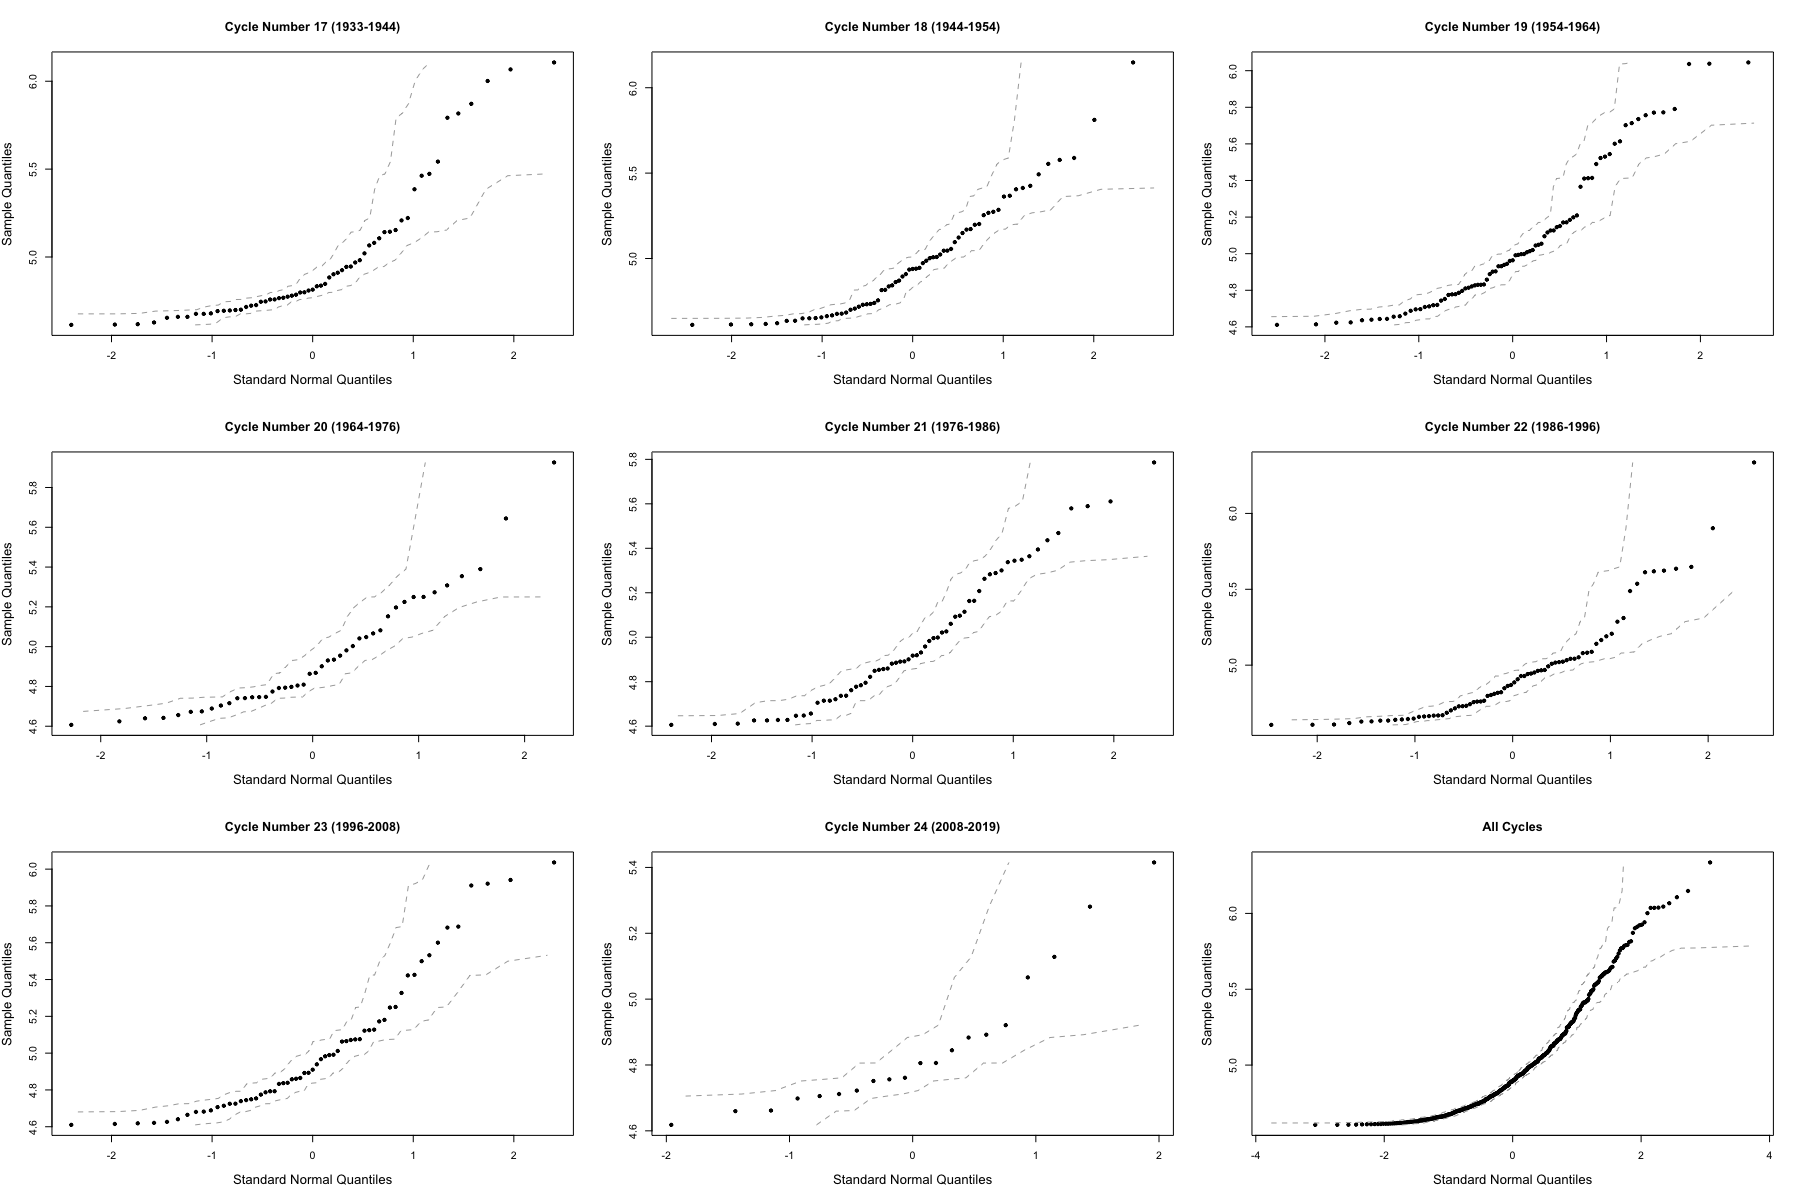 Cycle Number 17 (1933-1944)
Sample Quantiles
6.0
5.5
5.0
-2 -1 0 1 2
Standard Normal Quantiles
Cycle Number 18 (1944-1954)
Sample Quantiles
6.0
5.5
5.0
-2 -1 0 1 2
Standard Normal Quantiles
Cycle Number 19 (1954-1964)
Sample Quantiles
6.0
5.8
5.6
5.4
5.2
5.0
4.8
4.6
-2 -1 0 1 2
Standard Normal Quantiles
Cycle Number 20 (1964-1976)
Sample Quantiles
5.8
5.6
5.4
5.2
5.0
4.8
4.6
-2 -1 0 1 2
Standard Normal Quantiles
Cycle Number 21 (1976-1986)
Sample Quantiles
5.8
5.6
5.4
5.2
5.0
4.8
4.6
-2 -1 0 1 2
Standard Normal Quantiles
Cycle Number 22 (1986-1996)
Sample Quantiles
6.0
5.5
5.0
-2 -1 0 1 2
Standard Normal Quantiles
Cycle Number 23 (1996-2008)
Sample Quantiles
6.0
5.8
5.6
5.4
5.2
5.0
4.8
4.6
-2 -1 0 1 2
Standard Normal Quantiles
Cycle Number 24 (2008-2019)
Sample Quantiles
5.4
5.2
5.0
4.8
4.6
-2 -1 0 1 2
Standard Normal Quantiles
All Cycles
Sample Quantiles
6.0
5.5
5.0
-4 -2 0 2 4
Standard Normal Quantiles